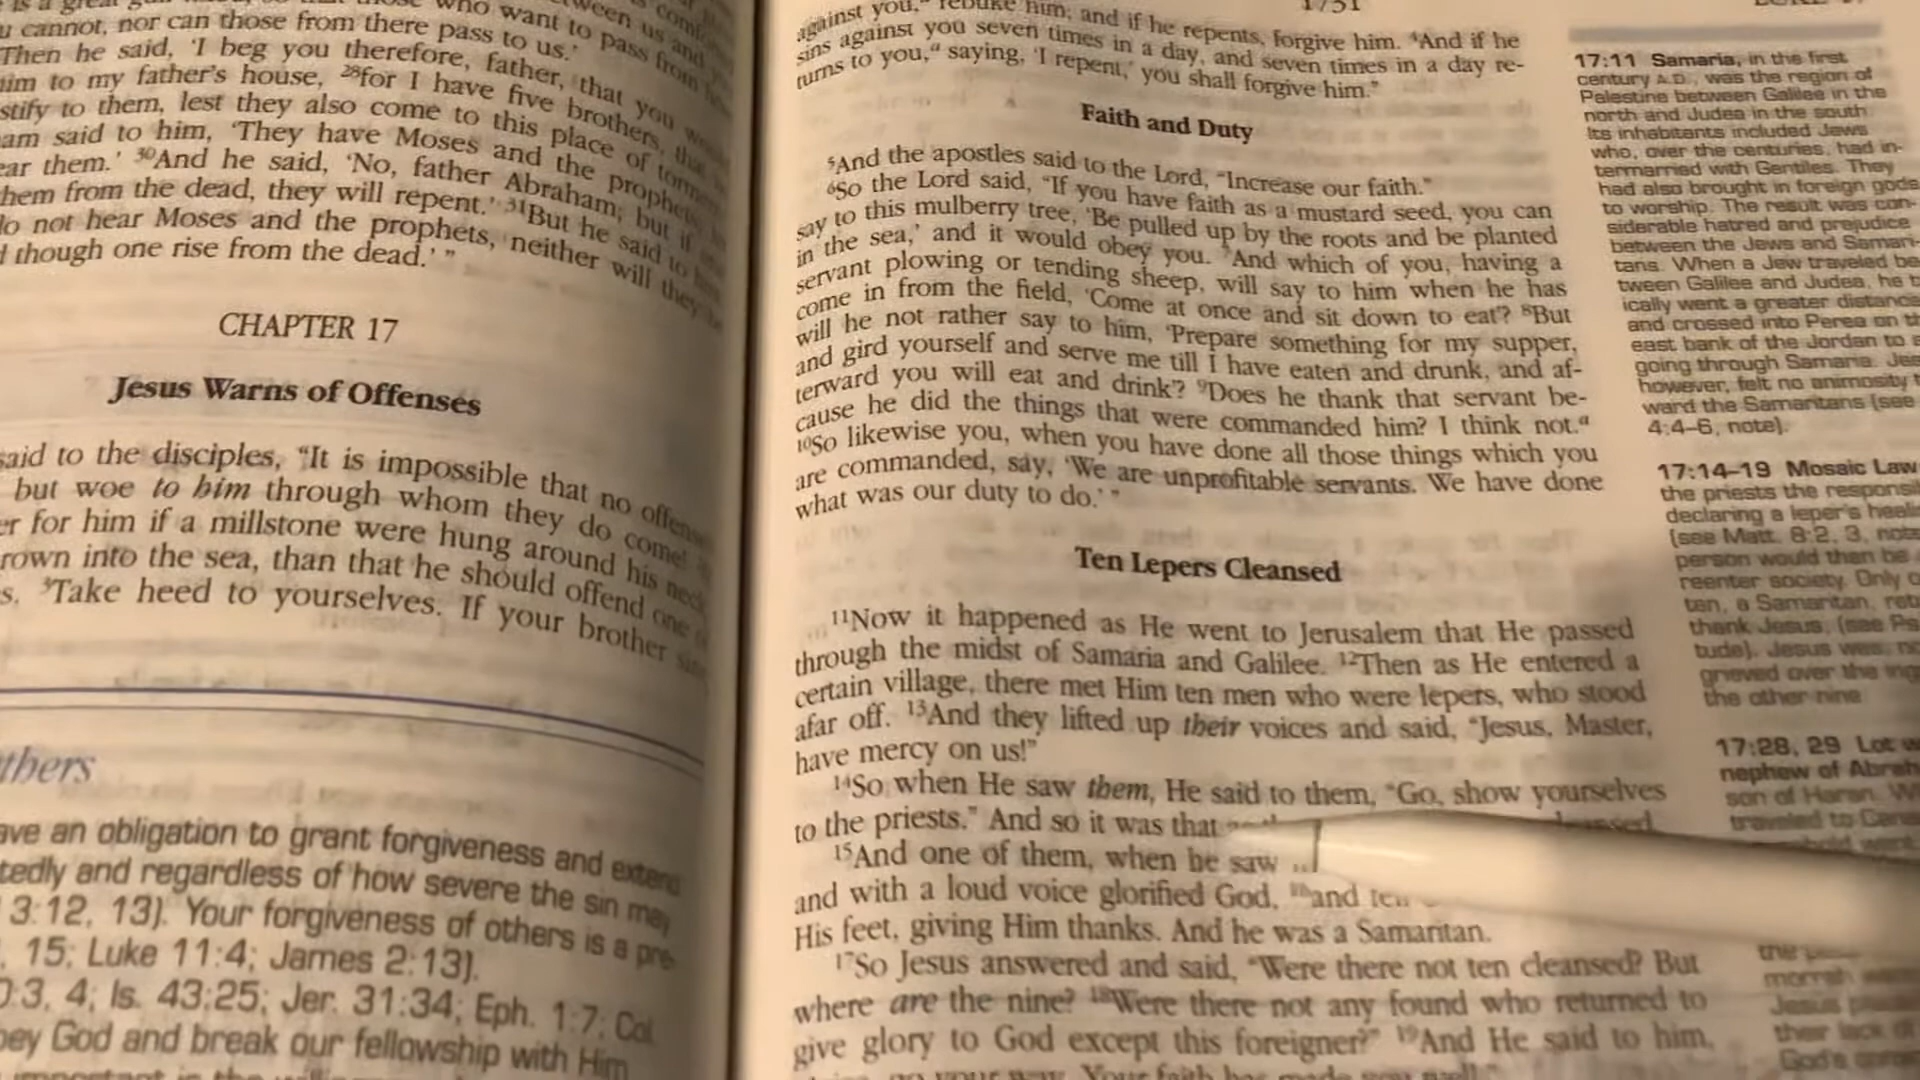 cannot, nor can those from there pass to us.'
Then he said, 'I beg you therefore, father, that you would
him to my father's house, 28for I have five brothers, that
stify to them, lest they also come to this place of torment
am said to him, 'They have Moses and the prophets
ear them.' 30And he said, 'No, father Abraham; but if
hem from the dead, they will repent.' 31But he said to him
do not hear Moses and the prophets, neither will they be
though one rise from the dead.' "
CHAPTER 17
Jesus Warns of Offenses
said to the disciples, "It is impossible that no offenses
but woe to him through whom they do come!
er for him if a millstone were hung around his neck
rown into the sea, than that he should offend one
s. 3Take heed to yourselves. If your brother sins
thers
ave an obligation to grant forgiveness and extend
tedly and regardless of how severe the sin may
3:12, 13). Your forgiveness of others is a pre-
15; Luke 11:4; James 2:13).
0:3, 4; Is. 43:25; Jer. 31:34; Eph. 1:7; Col.
bey God and break our fellowship with Him
1751
against you," rebuke him; and if he repents, forgive him. 4And if he
sins against you seven times in a day, and seven times in a day re-
turns to you,a saying, 'I repent,' you shall forgive him."
Faith and Duty
5And the apostles said to the Lord, "Increase our faith."
6So the Lord said, "If you have faith as a mustard seed, you can
say to this mulberry tree, 'Be pulled up by the roots and be planted
in the sea,' and it would obey you. 7And which of you, having a
servant plowing or tending sheep, will say to him when he has
come in from the field, 'Come at once and sit down to eat'? 8But
will he not rather say to him, 'Prepare something for my supper,
and gird yourself and serve me till I have eaten and drunk, and af-
terward you will eat and drink'? 9Does he thank that servant be-
cause he did the things that were commanded him? I think not.a
10So likewise you, when you have done all those things which you
are commanded, say, 'We are unprofitable servants. We have done
what was our duty to do.' "
Ten Lepers Cleansed
11Now it happened as He went to Jerusalem that He passed
through the midst of Samaria and Galilee. 12Then as He entered a
certain village, there met Him ten men who were lepers, who stood
afar off. 13And they lifted up their voices and said, "Jesus, Master,
have mercy on us!"
14So when He saw them, He said to them, "Go, show yourselves
to the priests." And so it was that
15And one of them, when he saw
and with a loud voice glorified God, 16and
His feet, giving Him thanks. And he was a Samaritan.
17So Jesus answered and said, "Were there not ten cleansed? But
where are the nine? 18Were there not any found who returned to
give glory to God except this foreigner?" 19And He said to him,
17:11 Samaria, in the first
century A.D., was the region of
Palestine between Galilee in the
north and Judea in the south.
Its inhabitants included Jews
who, over the centuries, had in-
termarried with Gentiles. They
had also brought in foreign gods
to worship. The result was con-
siderable hatred and prejudice
between the Jews and Samari-
tans. When a Jew traveled be-
tween Galilee and Judea, he t
ically went a greater distance
and crossed into Perea on th
east bank of the Jordan to a
going through Samaria. Jes
however, felt no animosity t
ward the Samaritans (see
4:4–6, note).
17:14–19 Mosaic Law
the priests the responsi
declaring a leper's heali
(see Matt. 8:2, 3, note
person would then be
reenter society. Only o
ten, a Samaritan, ret
thank Jesus; (see Ps
tude). Jesus was no
grieved over the ing
the other nine
17:28, 29 Lot w
nephew of Abrah
son of Haran. W
traveled to Cana